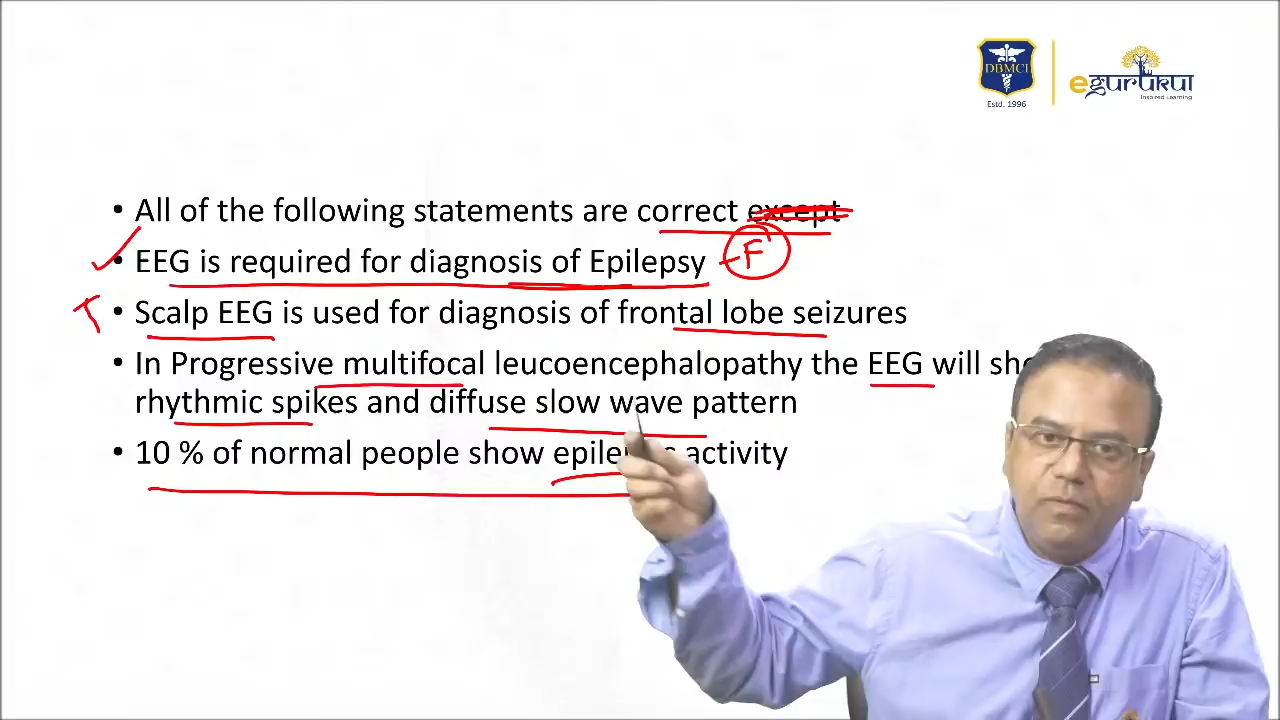 DBMCI
Estd. 1996
egurukul
Inspired Learning
• All of the following statements are correct except
• EEG is required for diagnosis of Epilepsy - F
T • Scalp EEG is used for diagnosis of frontal lobe seizures
• In Progressive multifocal leucoencephalopathy the EEG will
rhythmic spikes and diffuse slow wave pattern
• 10 % of normal people show activity